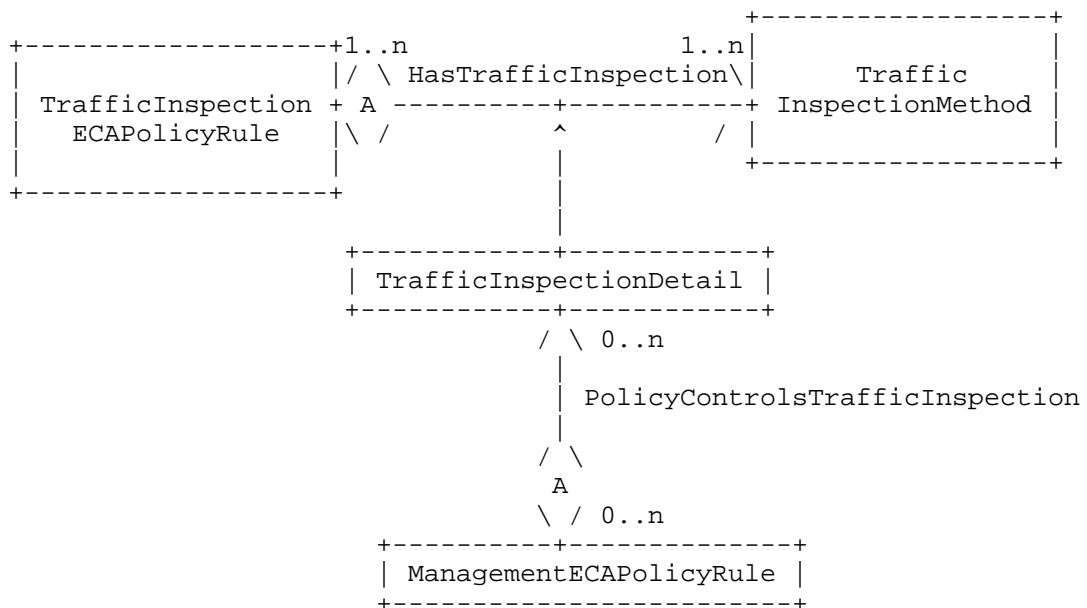 1..n 1..n
HasTrafficInspection Traffic
TrafficInspection A InspectionMethod
ECAPolicyRule
TrafficInspectionDetail
0..n
PolicyControlsTrafficInspection
A
0..n
ManagementECAPolicyRule